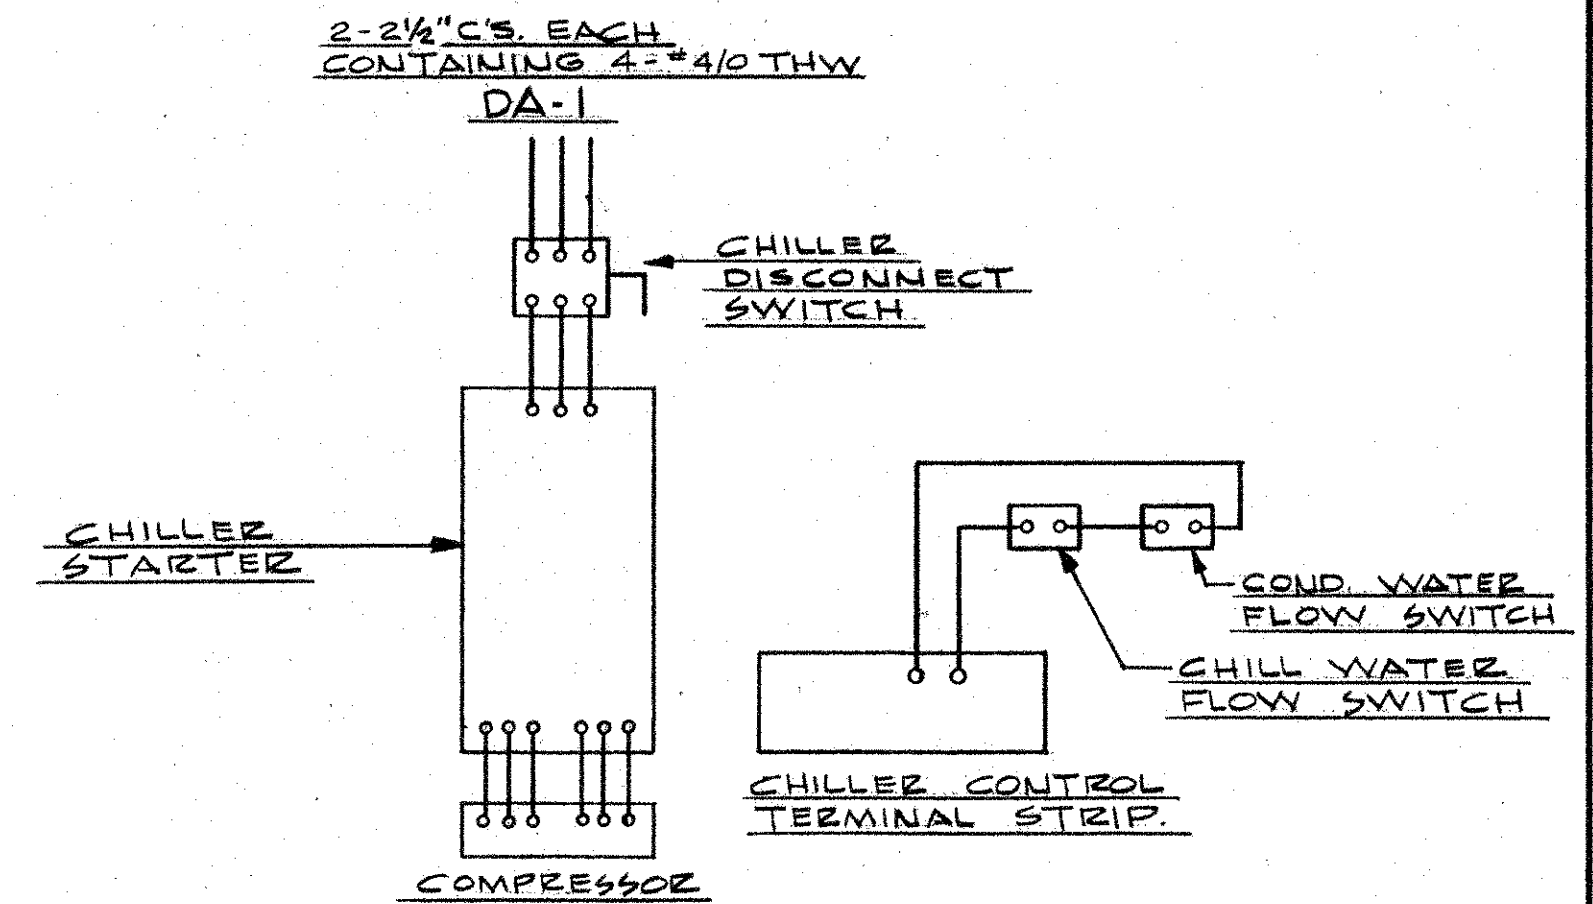 2-2½"C'S. EACH
CONTAINING 4-#4/0 THW
DA-1
CHILLER
DISCONNECT
SWITCH
CHILLER
STARTER
COND. WATER
FLOW SWITCH
CHILL WATER
FLOW SWITCH
CHILLER CONTROL
TERMINAL STRIP.
COMPRESSOR